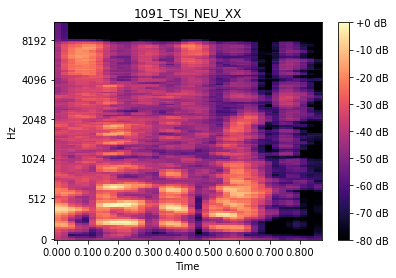 1091_TSI_NEU_XX
+0 dB
8192
-10 dB
4096
-20 dB
-30 dB
2048
-40 dB
Hz
1024
-50 dB
512
-60 dB
-70 dB
0
-80 dB
0.000 0.100 0.200 0.300 0.400 0.500 0.600 0.700 0.800
Time